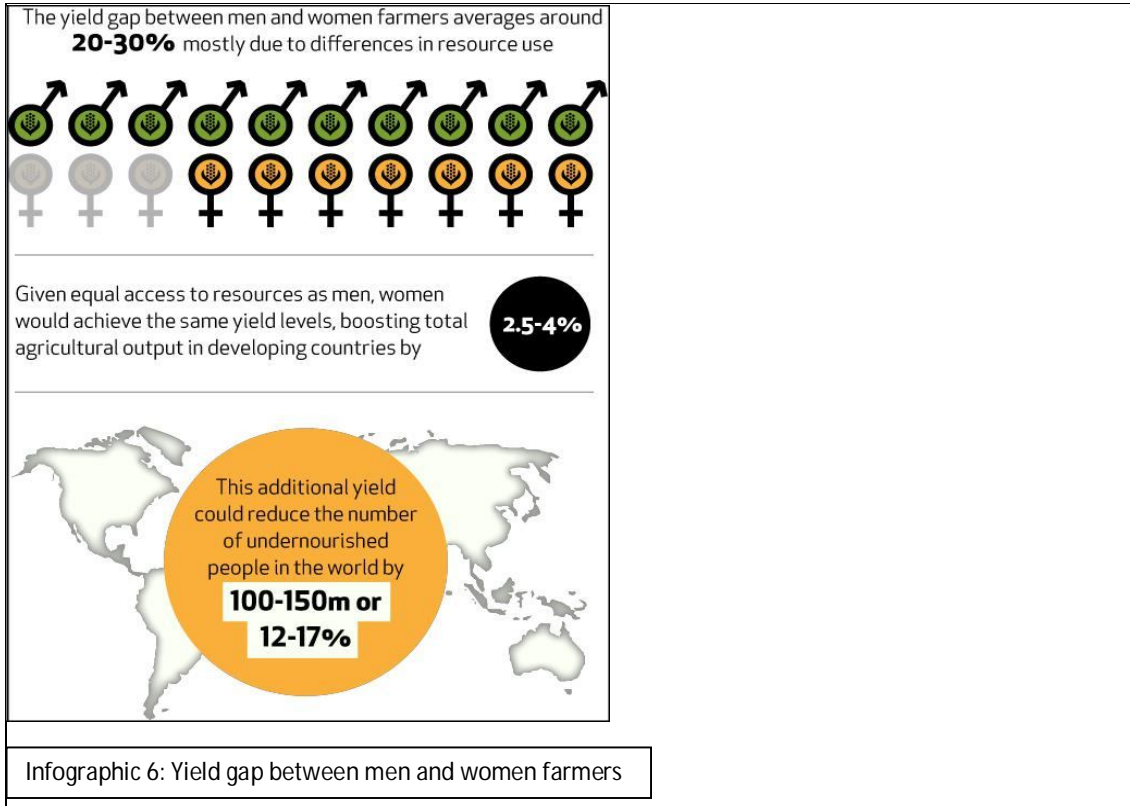 The yield gap between men and women farmers averages around
20-30% mostly due to differences in resource use
Given equal access to resources as men, women
would achieve the same yield levels, boosting total
agricultural output in developing countries by
2.5-4%
This additional yield
could reduce the number
of undernourished
people in the world by
100-150m or
12-17%
Infographic 6: Yield gap between men and women farmers